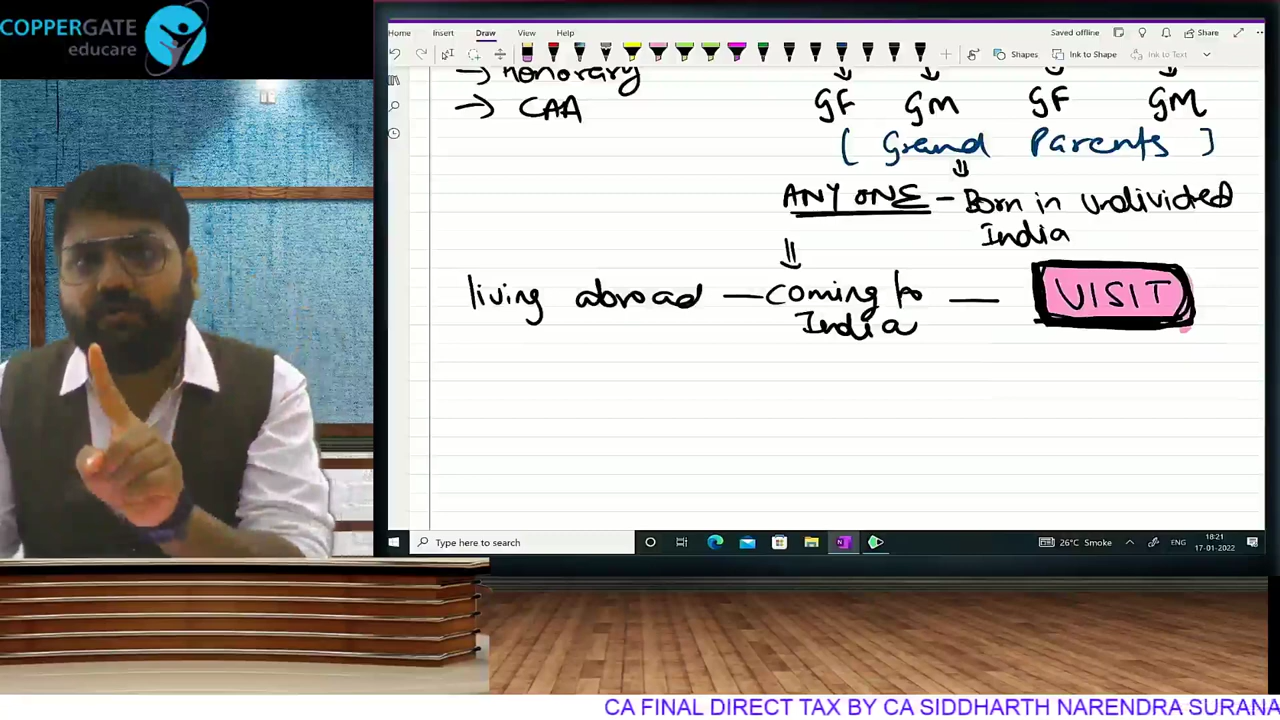 COPPERGATE
educare
Home Insert Draw View Help
Saved offline
Share
Shapes
Ink to Shape
Ink to Text
→ Honorary
→ CAA
GF GM GF GM
[ Grand Parents ]
ANY ONE - Born in undivided
India
living abroad — coming to — VISIT
India
Type here to search
26°C Smoke
ENG
18:21
17-01-2022
CA FINAL DIRECT TAX BY CA SIDDHARTH NARENDRA SURANA